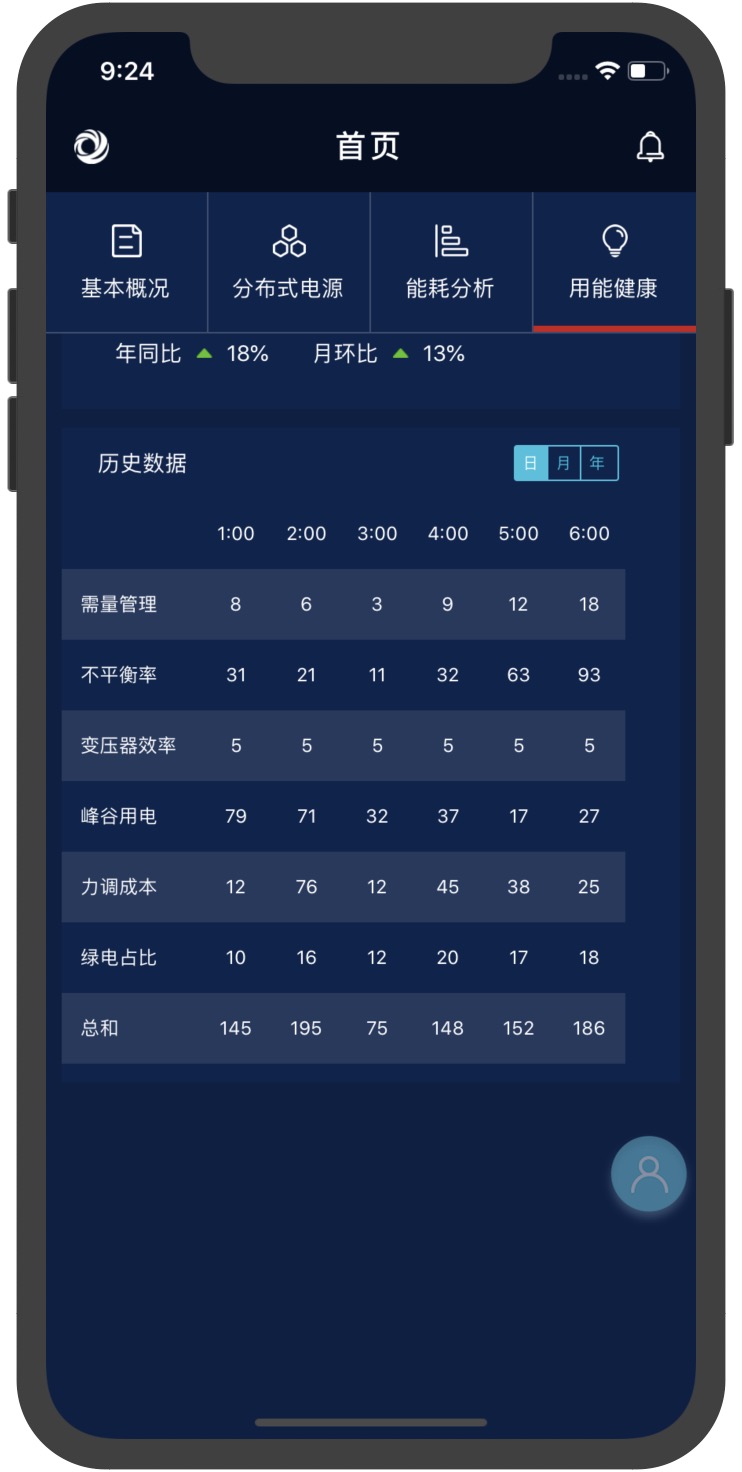 9:24
首页
基本概况 分布式电源 能耗分析 用能健康
年同比 18% 月环比 13%
历史数据 日 月 年
1:00 2:00 3:00 4:00 5:00 6:00
需量管理 8 6 3 9 12 18
不平衡率 31 21 11 32 63 93
变压器效率 5 5 5 5 5 5
峰谷用电 79 71 32 37 17 27
力调成本 12 76 12 45 38 25
绿电占比 10 16 12 20 17 18
总和 145 195 75 148 152 186